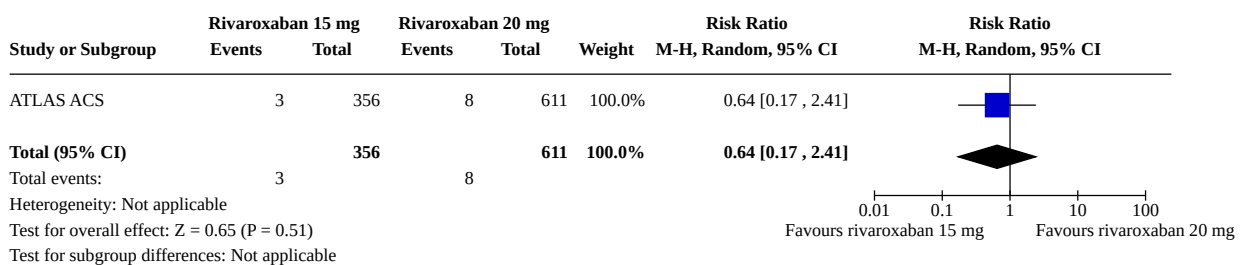 Rivaroxaban 15 mg Rivaroxaban 20 mg Risk Ratio Risk Ratio
Study or Subgroup Events Total Events Total Weight M-H, Random, 95% CI M-H, Random, 95% CI
ATLAS ACS 3 356 8 611 100.0% 0.64 [0.17 , 2.41]
Total (95% CI) 356 611 100.0% 0.64 [0.17 , 2.41]
Total events: 3 8
Heterogeneity: Not applicable 0.01 0.1 1 10 100
Test for overall effect: Z = 0.65 (P = 0.51) Favours rivaroxaban 15 mg Favours rivaroxaban 20 mg
Test for subgroup differences: Not applicable